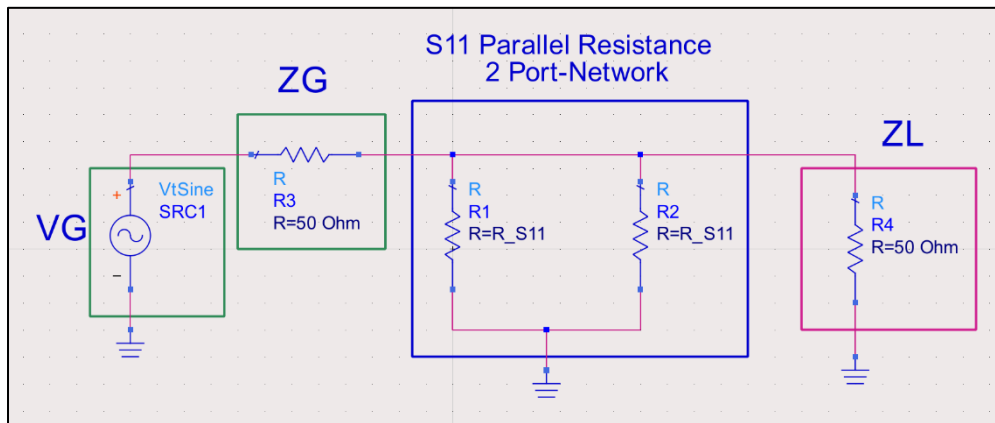 S11 Parallel Resistance
2 Port-Network
ZG
ZL
VG
+
VtSine
SRC1
−
R
R3
R=50 Ohm
R
R1
R=R_S11
R
R2
R=R_S11
R
R4
R=50 Ohm